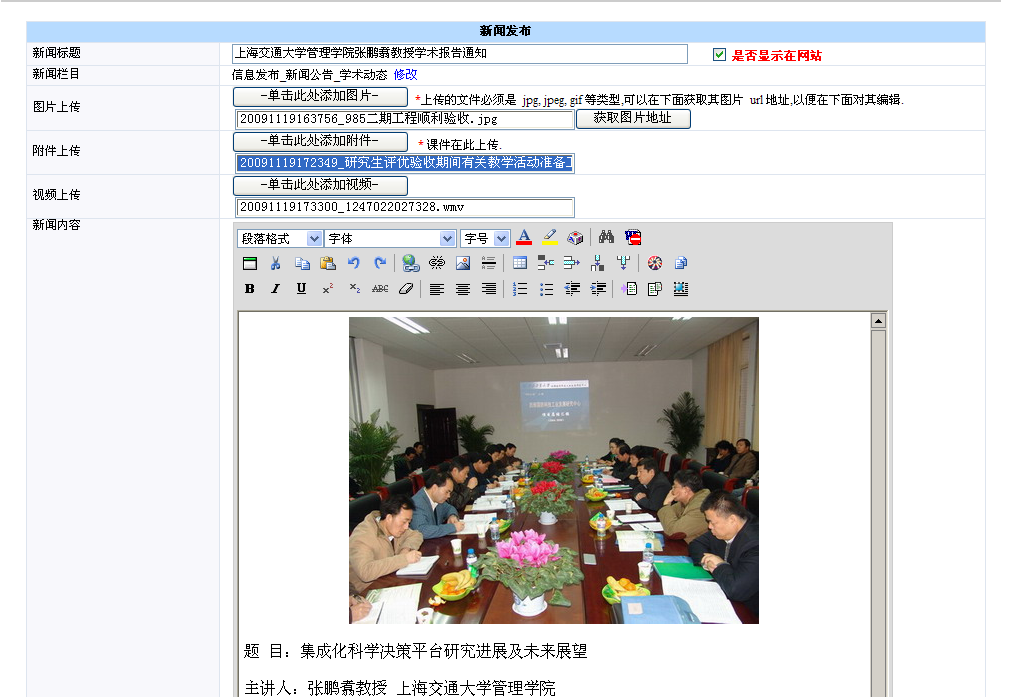 新闻发布
新闻标题
上海交通大学管理学院张鹏翥教授学术报告通知
是否显示在网站
新闻栏目
信息发布_新闻公告_学术动态 修改
图片上传
-单击此处添加图片-
*上传的文件必须是 jpg,jpeg,gif等类型,可以在下面获取其图片 url地址,以便在下面对其编辑.
20091119163756_985二期工程顺利验收.jpg
获取图片地址
附件上传
-单击此处添加附件-
*课件在此上传.
20091119172349_研究生评优验收期间有关教学活动准备工
视频上传
-单击此处添加视频-
20091119173300_1247022027328.wmv
新闻内容
段落格式 字体 字号 A
B I U x² x₂ ABC
题 目：集成化科学决策平台研究进展及未来展望
主讲人：张鹏翥教授 上海交通大学管理学院